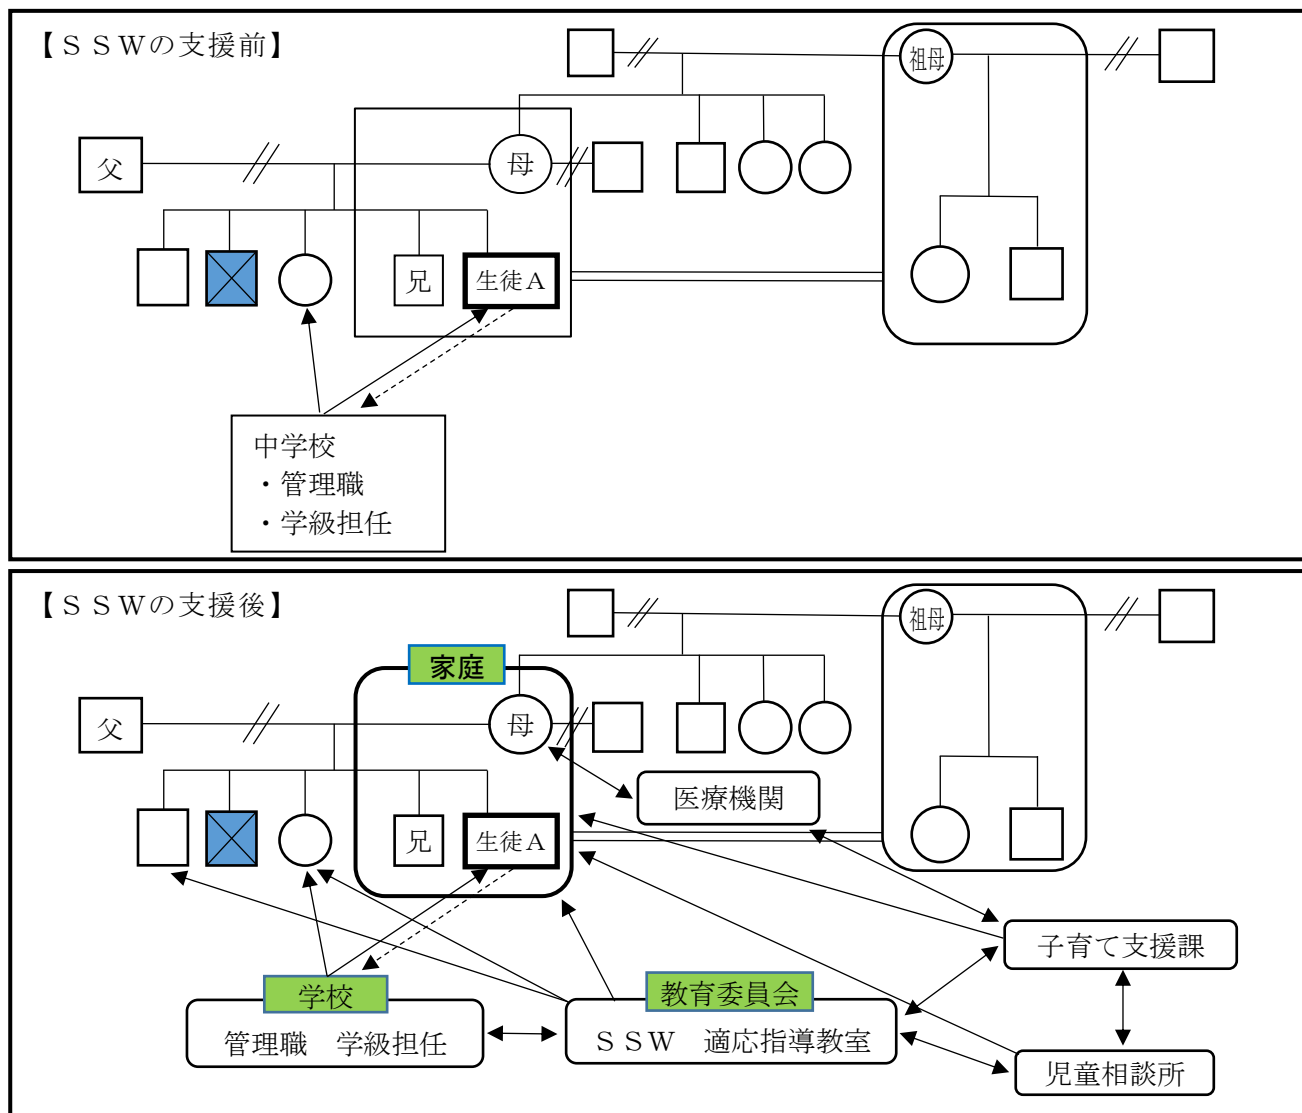 【ＳＳＷの支援前】
祖母
父
母
兄
生徒Ａ
中学校
・管理職
・学級担任
【ＳＳＷの支援後】
祖母
家庭
父
母
医療機関
兄
生徒Ａ
子育て支援課
学校
教育委員会
管理職　学級担任
ＳＳＷ　適応指導教室
児童相談所